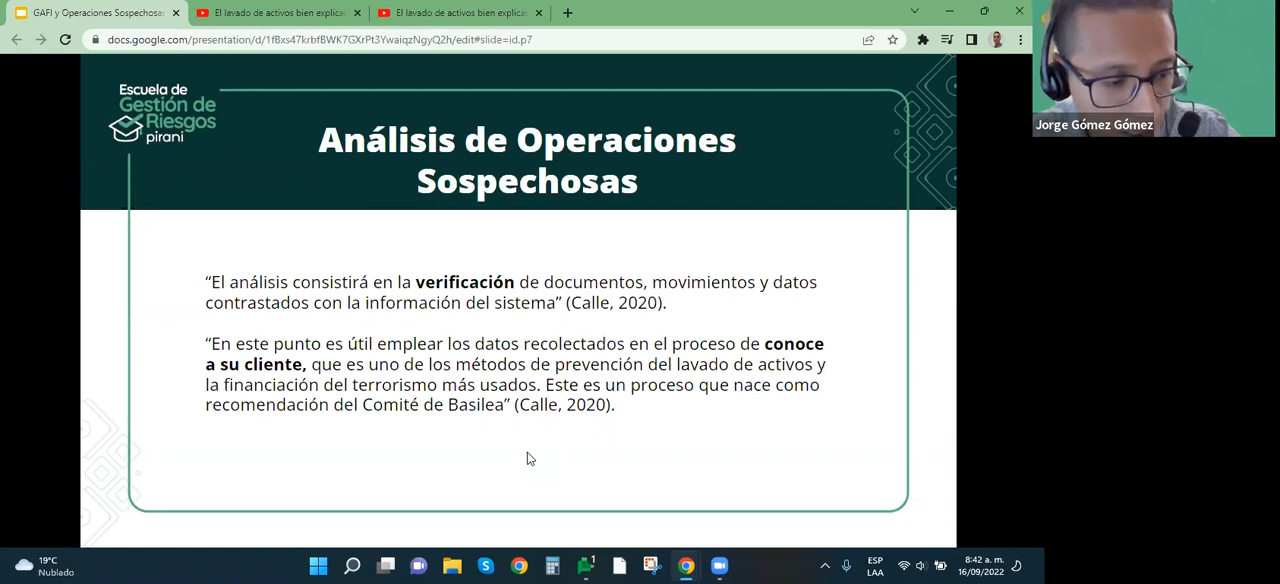 GAFI y Operaciones Sospechosas
El lavado de activos bien explica
El lavado de activos bien explica
docs.google.com/presentation/d/1fBxs47krbfBWK7GXrPt3YwaiqzNgyQ2h/edit#slide=id.p7
Jorge Gómez Gómez
Escuela de
Gestión de
Riesgos
pirani
Análisis de Operaciones
Sospechosas
“El análisis consistirá en la verificación de documentos, movimientos y datos
contrastados con la información del sistema” (Calle, 2020).
“En este punto es útil emplear los datos recolectados en el proceso de conoce
a su cliente, que es uno de los métodos de prevención del lavado de activos y
la financiación del terrorismo más usados. Este es un proceso que nace como
recomendación del Comité de Basilea” (Calle, 2020).
19°C
Nublado
1
ESP
LAA
8:42 a. m.
16/09/2022